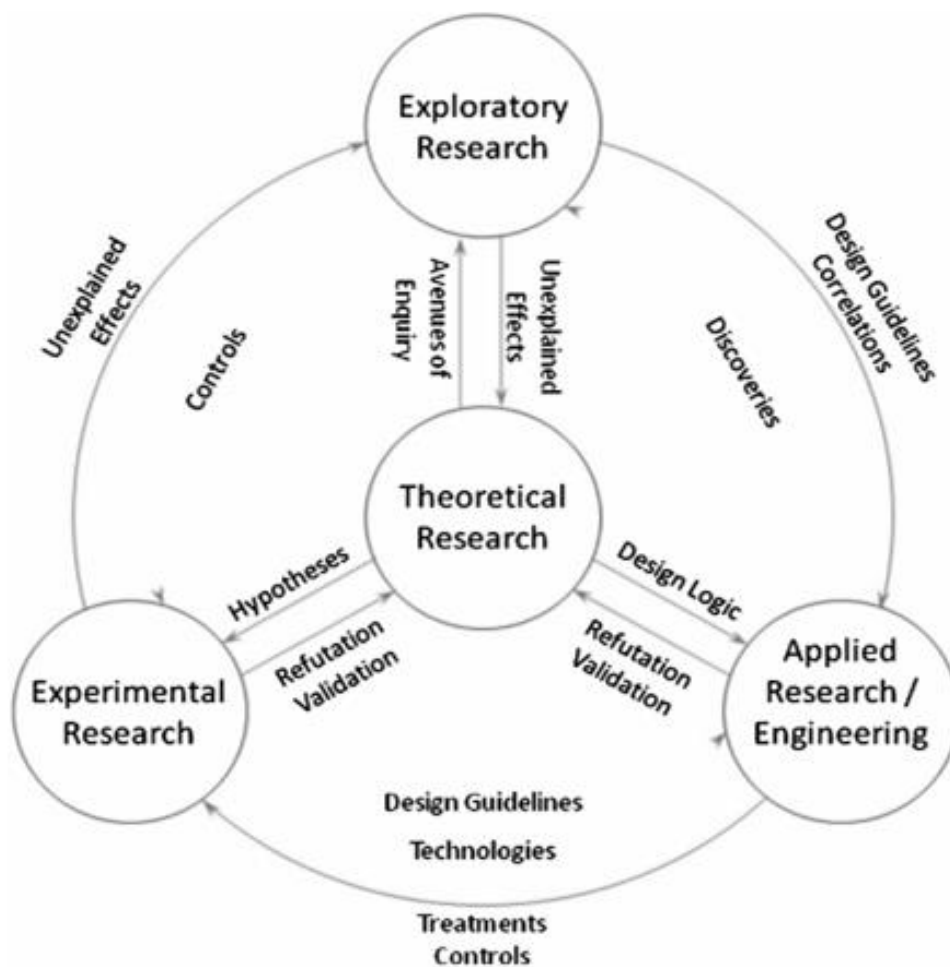 Exploratory
Research
Unexplained
Effects
Controls
Avenues of
Enquiry
Unexplained
Effects
Design Guidelines
Correlations
Discoveries
Theoretical
Research
Hypotheses
Refutation
Validation
Design Logic
Refutation
Validation
Experimental
Research
Applied
Research /
Engineering
Design Guidelines
Technologies
Treatments
Controls